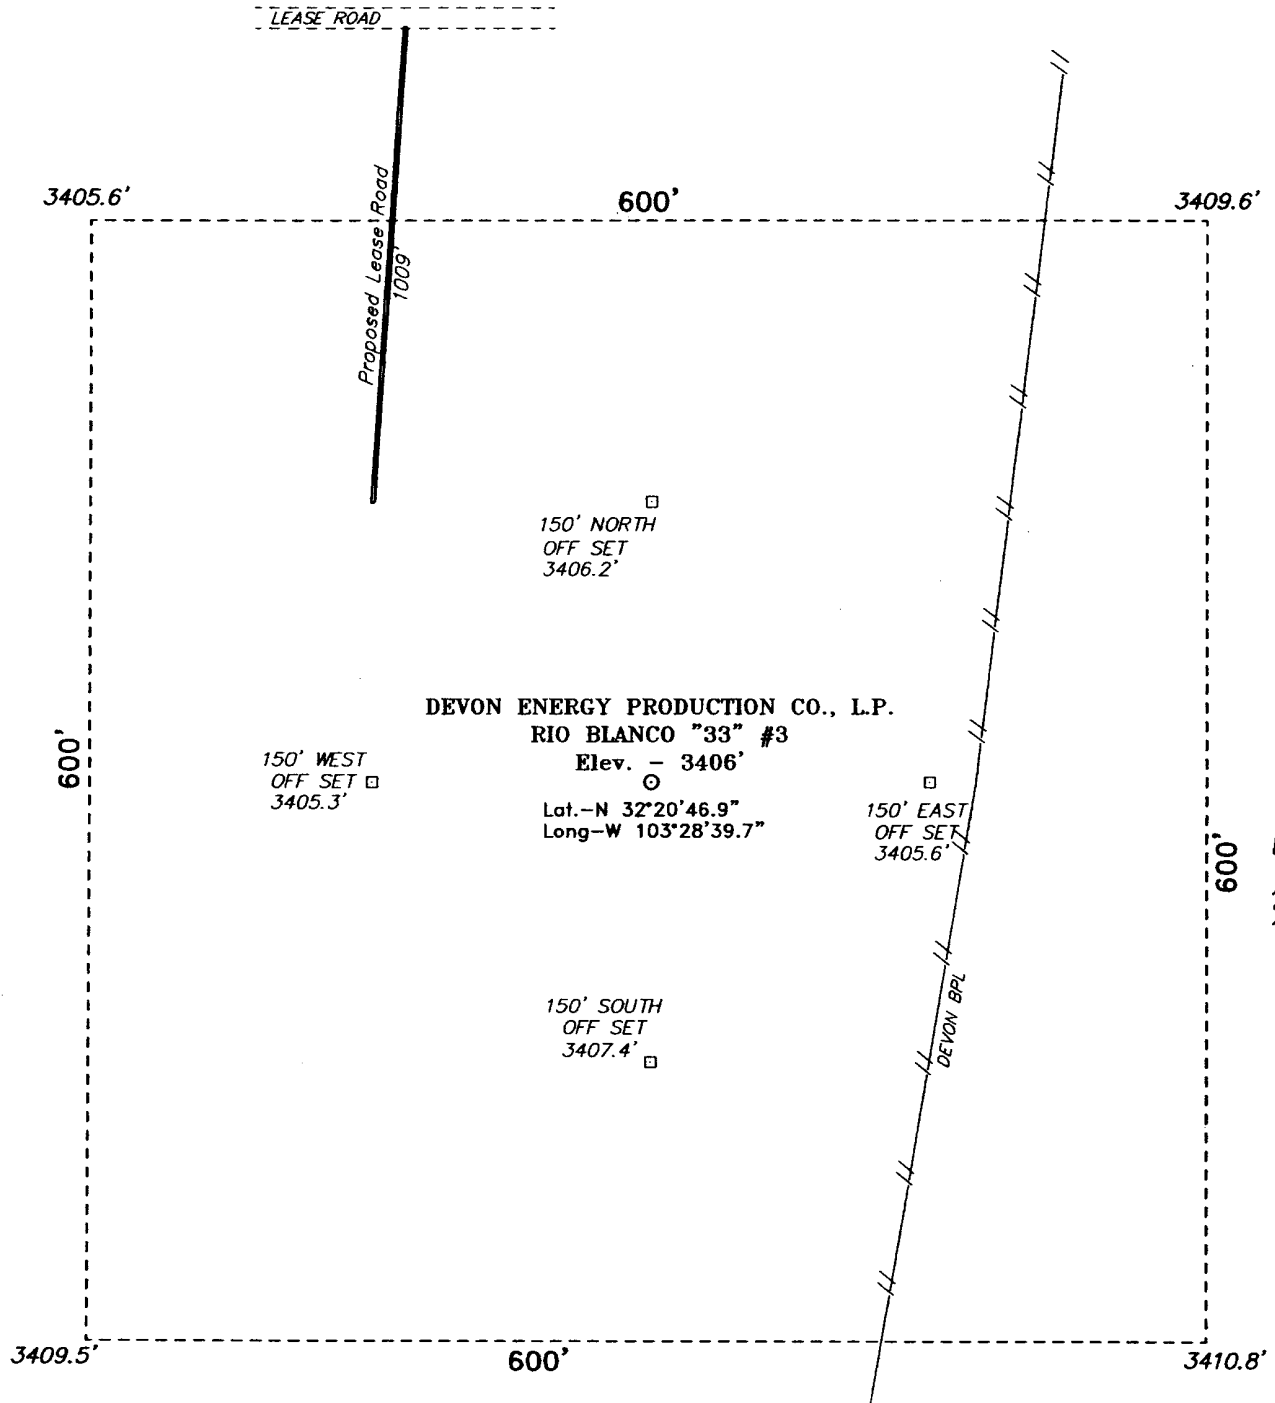 LEASE ROAD
3405.6'
600'
3409.6'
Proposed Lease Road
1009'
150' NORTH
OFF SET
3406.2'
DEVON ENERGY PRODUCTION CO., L.P.
RIO BLANCO "33" #3
Elev. - 3406'
600'
150' WEST
OFF SET
3405.3'
Lat.-N 32°20'46.9"
Long-W 103°28'39.7"
150' EAST
OFF SET
3405.6'
600'
150' SOUTH
OFF SET
3407.4'
DEVON BPL
3409.5'
600'
3410.8'